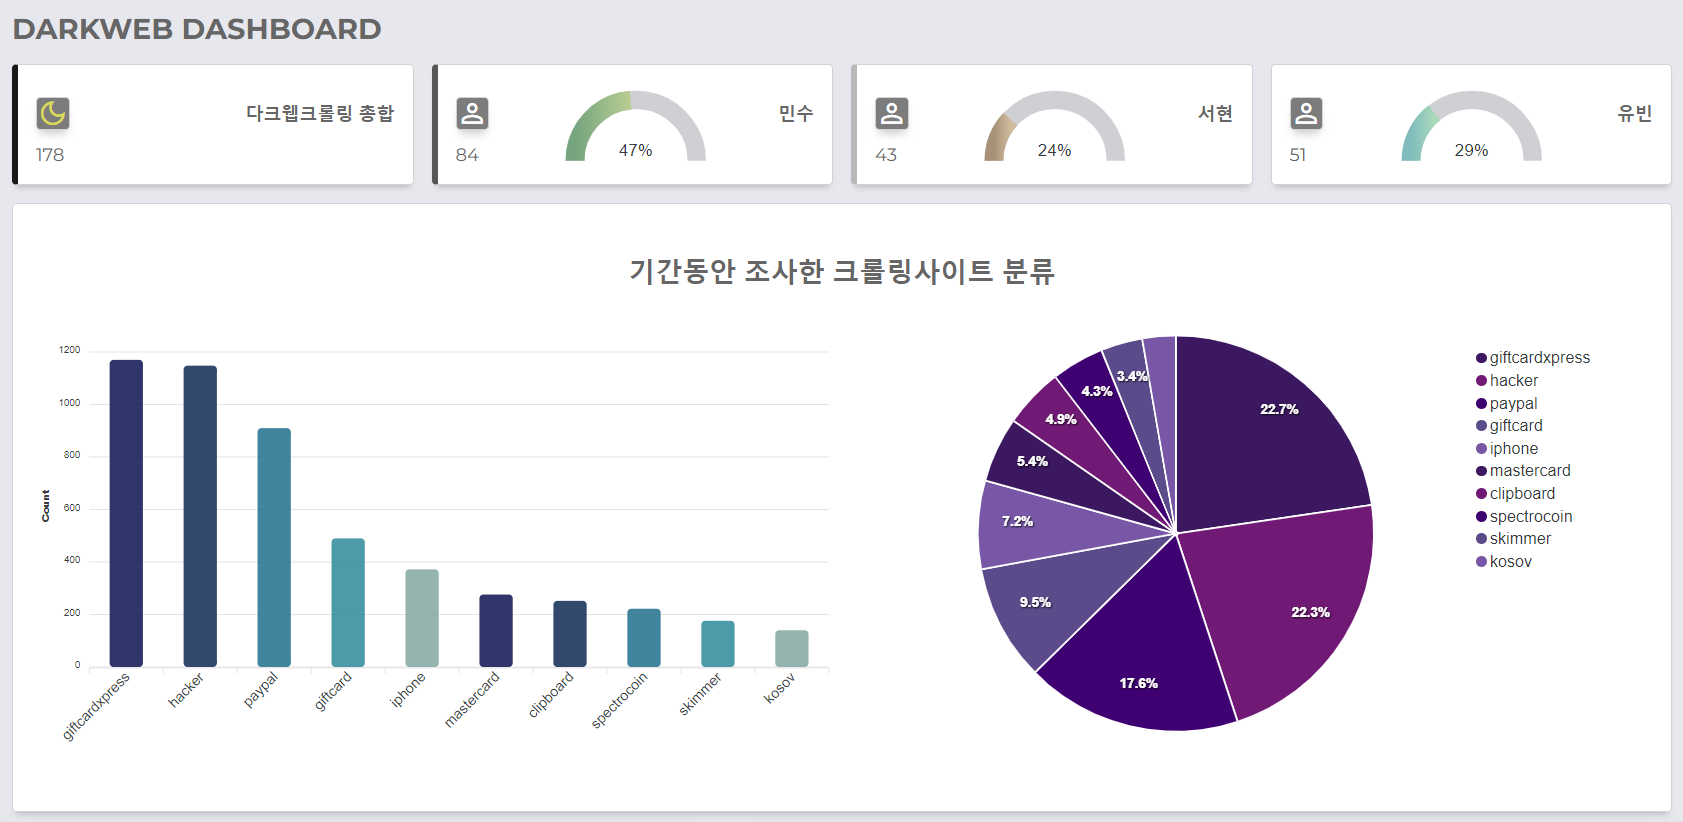 DARKWEB DASHBOARD
다크웹크롤링 총합
178
민수
84
47%
서현
43
24%
유빈
51
29%
기간동안 조사한 크롤링사이트 분류
1200
1000
800
600
400
200
0
Count
giftcardxpress
hacker
paypal
giftcard
iphone
mastercard
clipboard
spectrocoin
skimmer
kosov
22.7%
22.3%
17.6%
9.5%
7.2%
5.4%
4.9%
4.3%
3.4%
giftcardxpress
hacker
paypal
giftcard
iphone
mastercard
clipboard
spectrocoin
skimmer
kosov